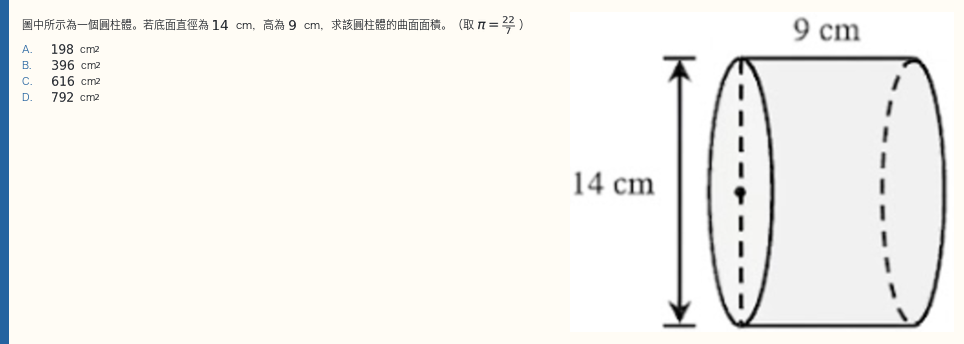 圖中所示為一個圓柱體。若底面直徑為 14 cm，高為 9 cm，求該圓柱體的曲面面積。（取 π = 22/7）
A. 198 cm²
B. 396 cm²
C. 616 cm²
D. 792 cm²
9 cm
14 cm